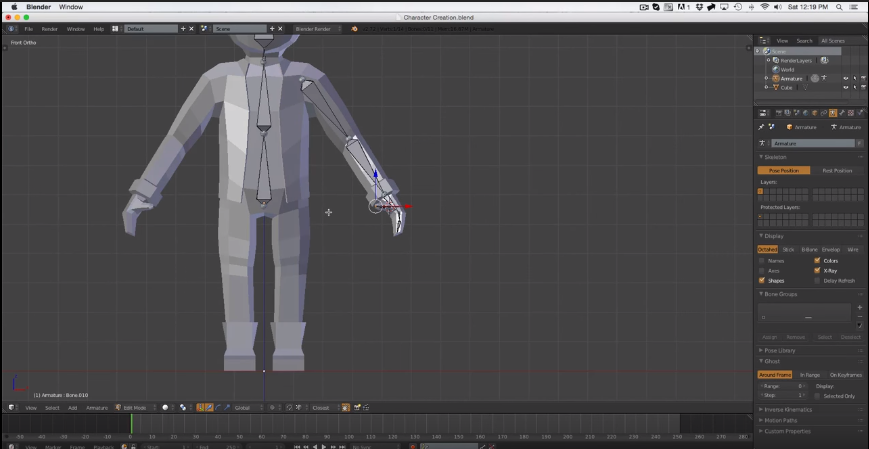 Blender Window
1
Sat 12:19 PM
Character Creation.blend
File Render Window Help
Default
Scene
Blender Render
View Search All Scenes
Front Ortho
Scene
RenderLayers
World
Armature
Cube
Armature Armature
Armature
Skeleton
Pose Position Rest Position
Layers:
Protected Layers:
Display
Octahed Stick B-Bone Envelop Wire
Names Colors
Axes X-Ray
Shapes Delay Refresh
Bone Groups
Assign Remove Select Deselect
Pose Library
Ghost
Around Frame In Range On Keyframes
Range: 0 Display:
Step: 1 Selected Only
Inverse Kinematics
Motion Paths
Custom Properties
(1) Armature : Bone.010
View Select Add Armature Edit Mode Global Closest
-50 -40 -30 -20 -10 0 10 20 30 40 50 60 70 80 90 100 110 120 130 140 150 160 170 180 190 200 210 220 230 240 250 260 270 280
View Marker Frame Playback